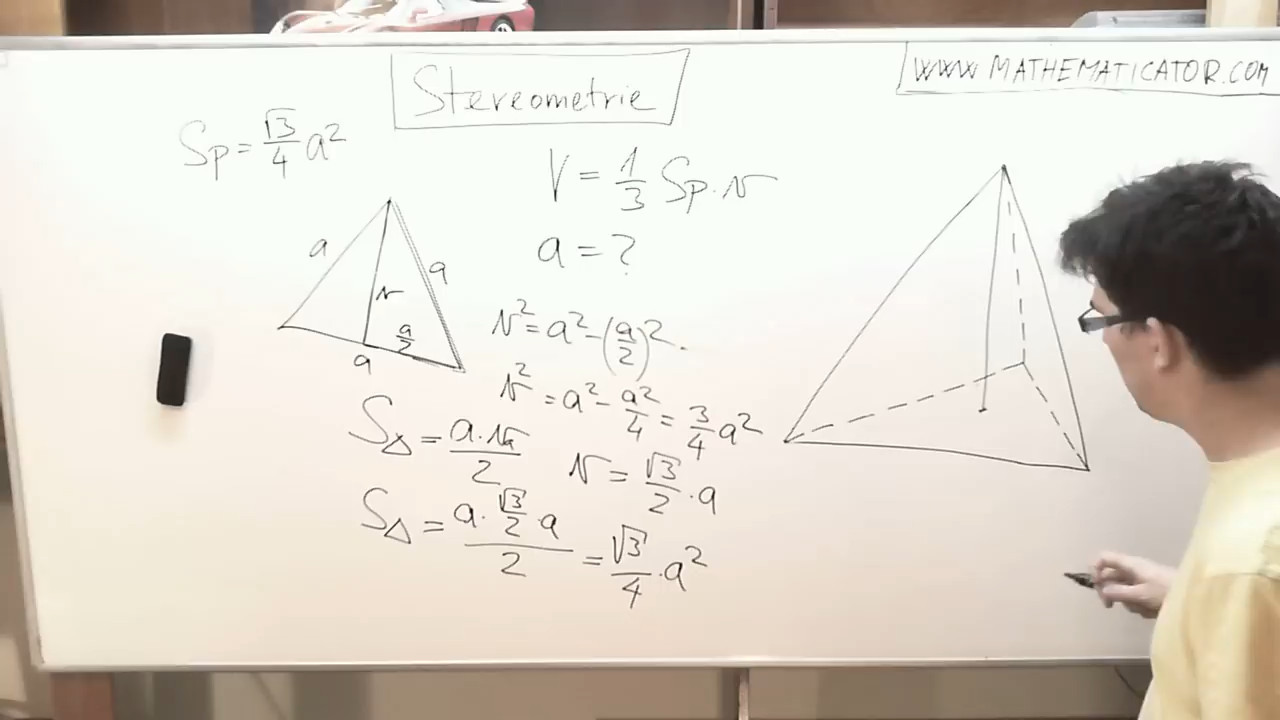 Stereometrie
WWW MATHEMATICATOR.COM
Sp = √3/4 a²
V = 1/3 Sp · v
a = ?
a
a
v
a/2
a
v² = a² - (a/2)².
v² = a² - a²/4 = 3/4 a²
S△ = a · va/2
v = √3/2 · a
S△ = a · √3/2 · a/2 = √3/4 · a²